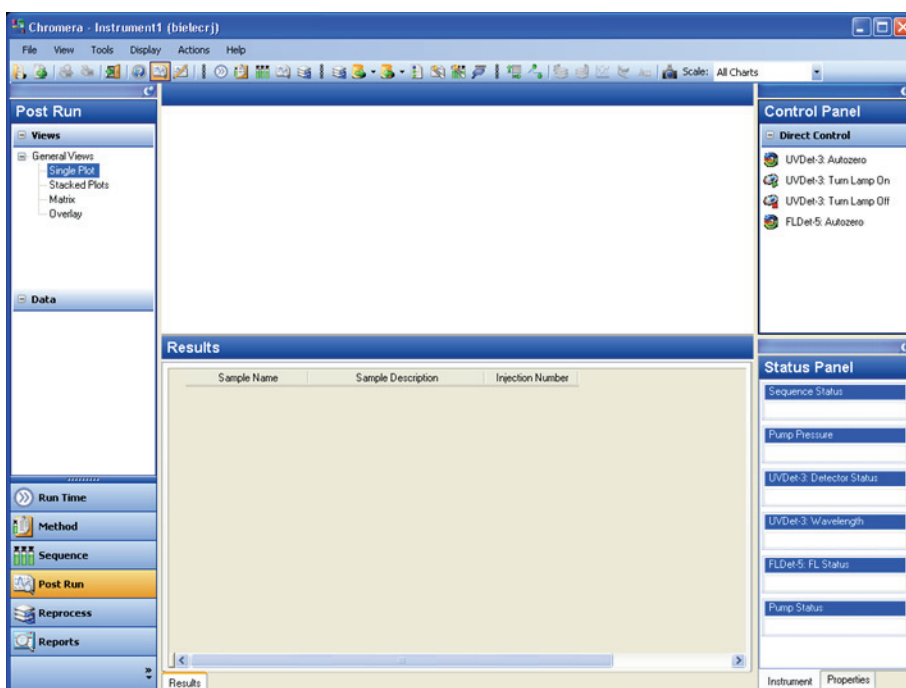 Chromera - Instrument1 (bielecrj)
File View Tools Display Actions Help
Scale: All Charts
Post Run
Views
General Views
Single Plot
Stacked Plots
Matrix
Overlay
Data
Run Time
Method
Sequence
Post Run
Reprocess
Reports
Results
Sample Name Sample Description Injection Number
Results
Control Panel
Direct Control
UVDet-3: Autozero
UVDet-3: Turn Lamp On
UVDet-3: Turn Lamp Off
FLDet-5: Autozero
Status Panel
Sequence Status
Pump Pressure
UVDet-3: Detector Status
UVDet-3: Wavelength
FLDet-5: FL Status
Pump Status
Instrument Properties